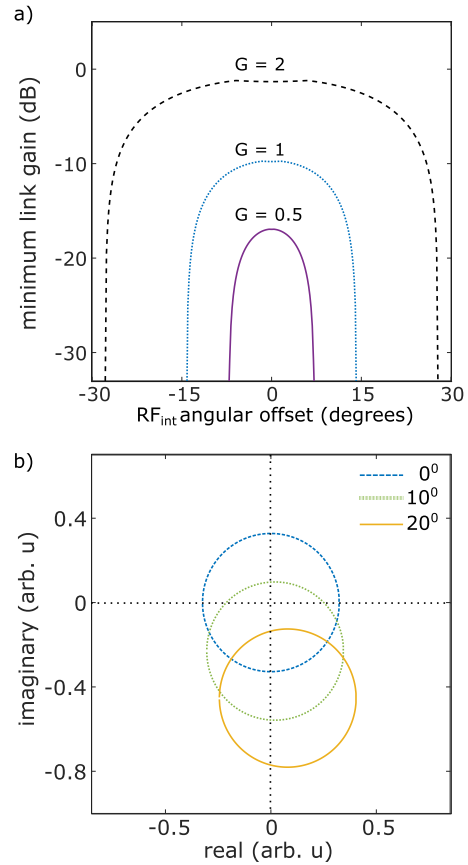 a)
minimum link gain (dB)
0
-10
-20
-30
G = 2
G = 1
G = 0.5
-30
-15
0
15
30
RF_int angular offset (degrees)
b)
imaginary (arb. u)
0.4
0
-0.4
-0.8
0⁰
10⁰
20⁰
-0.5
0
0.5
real (arb. u)